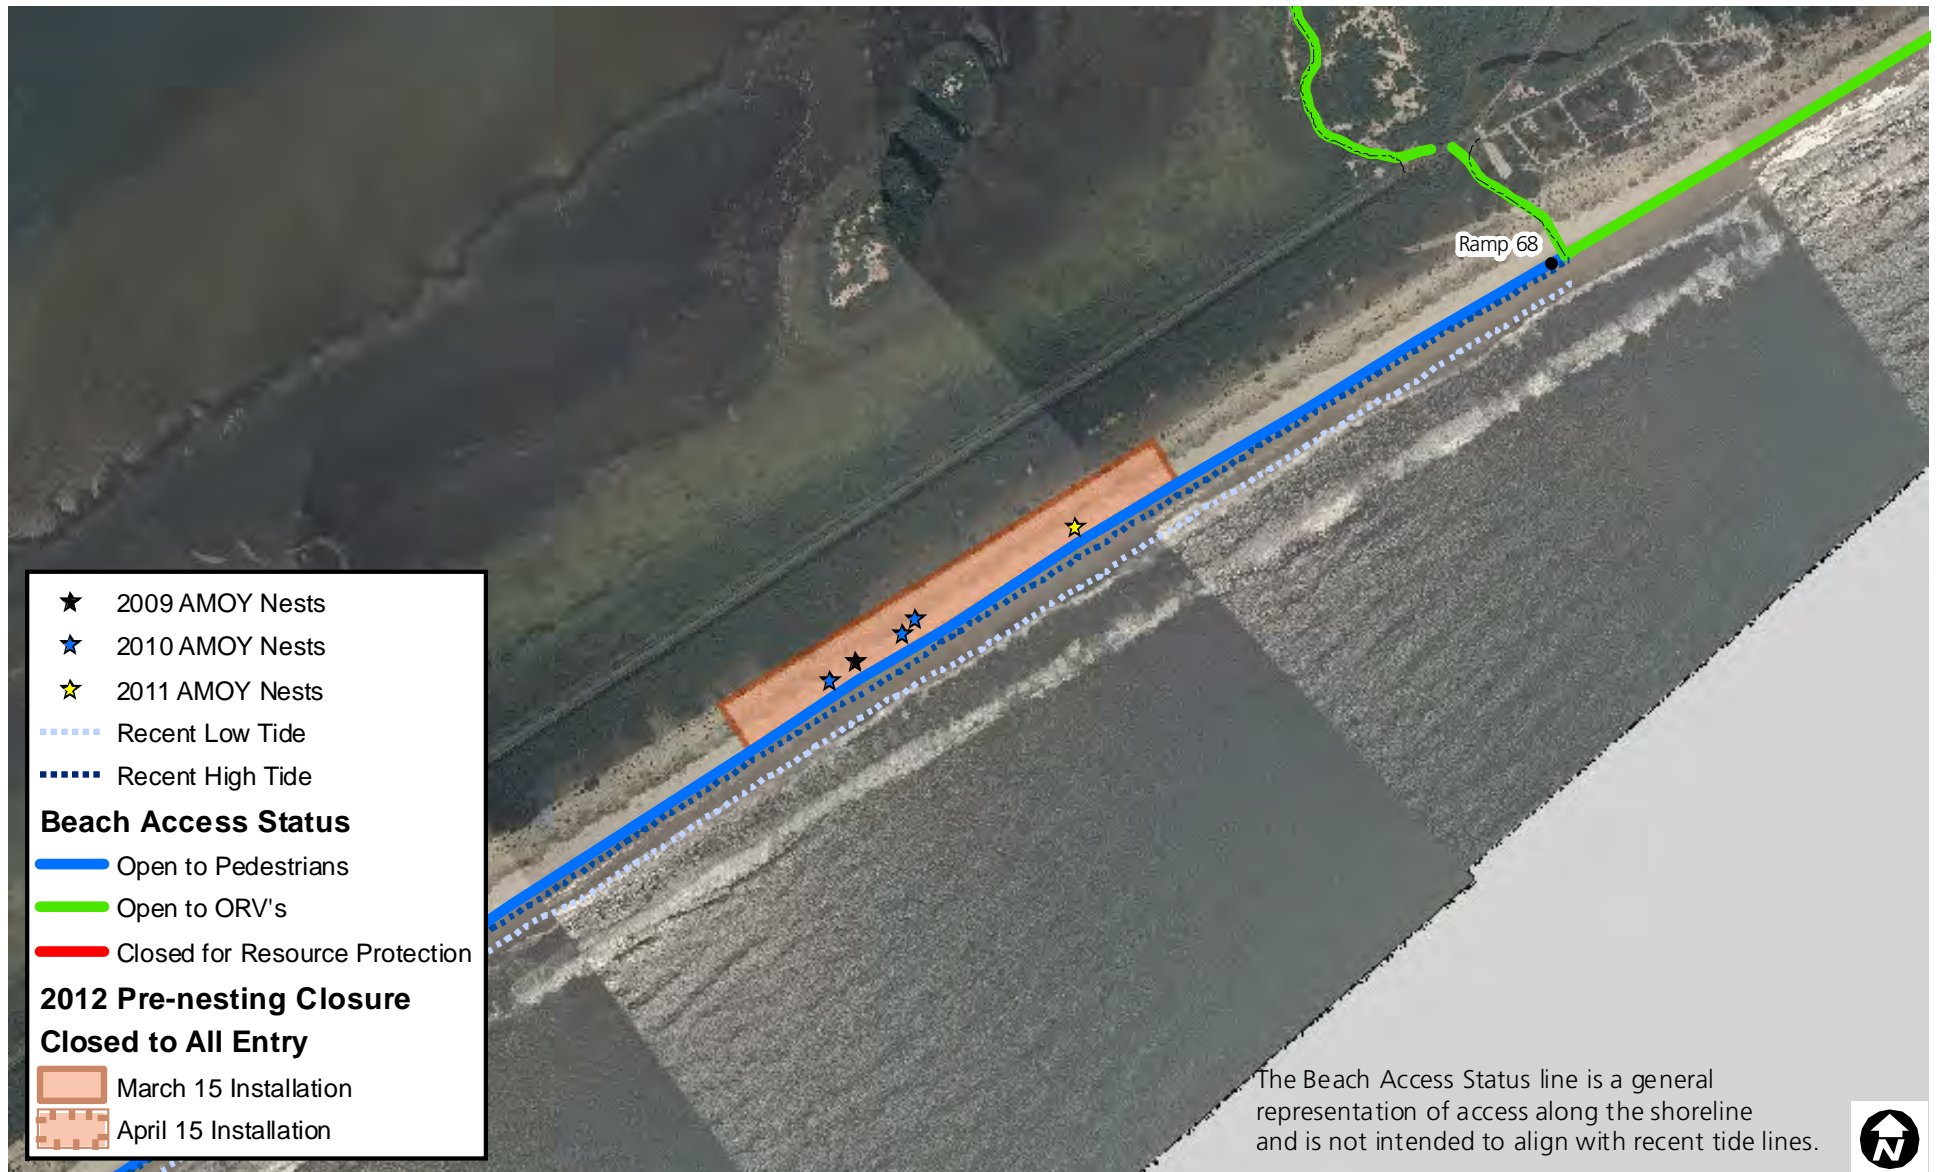 Ramp 68
2009 AMOY Nests
2010 AMOY Nests
2011 AMOY Nests
Recent Low Tide
Recent High Tide
Beach Access Status
Open to Pedestrians
Open to ORV's
Closed for Resource Protection
2012 Pre-nesting Closure
Closed to All Entry
March 15 Installation
April 15 Installation
The Beach Access Status line is a general
representation of access along the shoreline
and is not intended to align with recent tide lines.
N